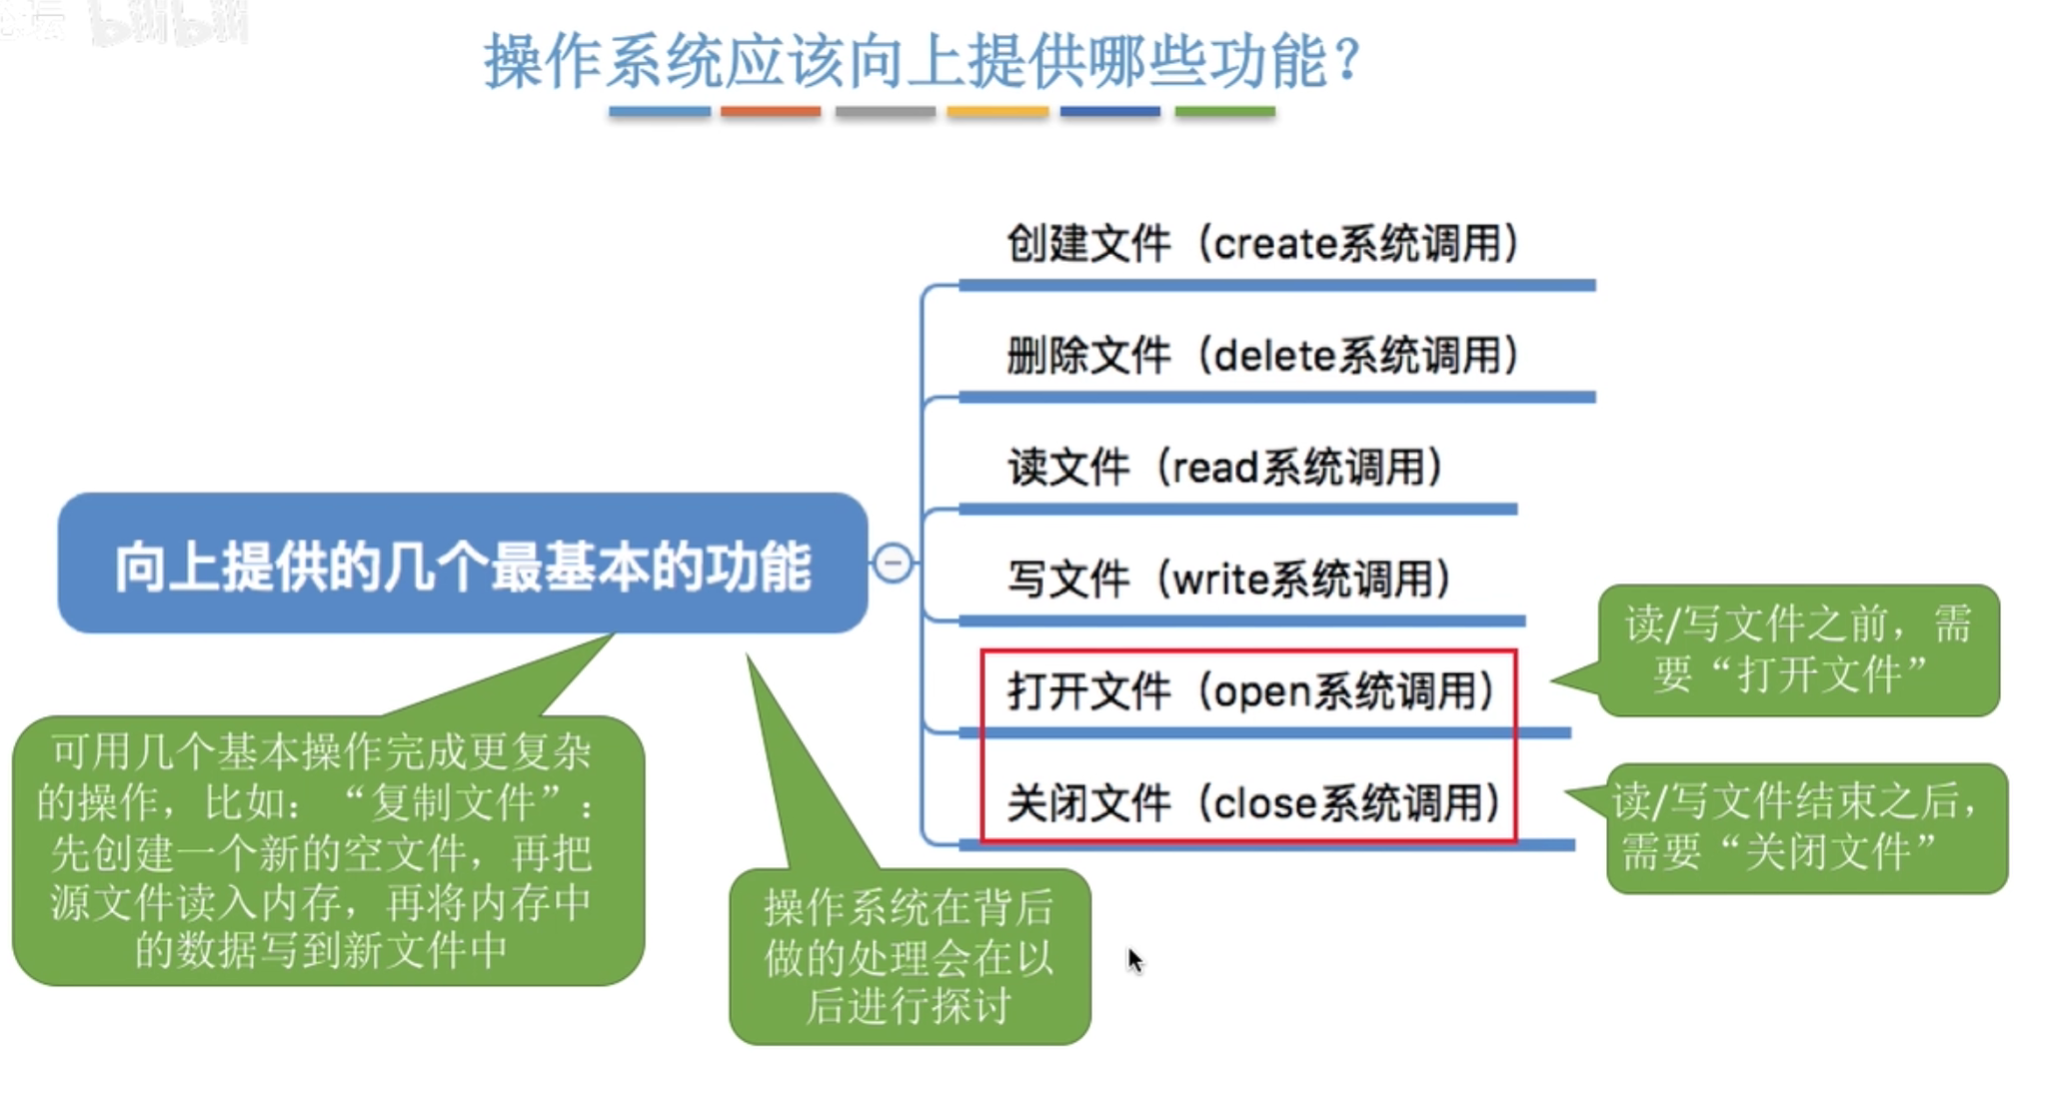 bilibili
操作系统应该向上提供哪些功能？
创建文件（create系统调用）
删除文件（delete系统调用）
读文件（read系统调用）
写文件（write系统调用）
打开文件（open系统调用）
关闭文件（close系统调用）
向上提供的几个最基本的功能
读/写文件之前，需
要“打开文件”
读/写文件结束之后，
需要“关闭文件”
可用几个基本操作完成更复杂
的操作，比如：“复制文件”：
先创建一个新的空文件，再把
源文件读入内存，再将内存中
的数据写到新文件中
操作系统在背后
做的处理会在以
后进行探讨